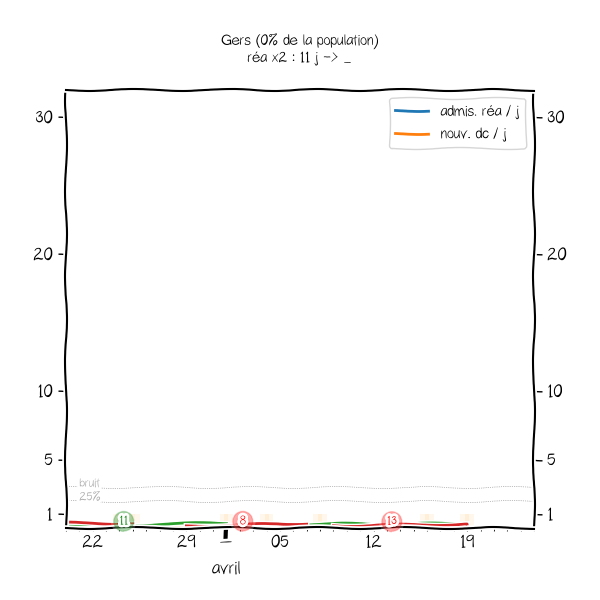 Gers (0% de la population)
réa x2 : 11 j -> _
admis. réa / j
nouv. dc / j
30 30
20 20
10 10
5 5
bruit
25%
1 1
11 8 13
22 29 1 05 12 19
avril